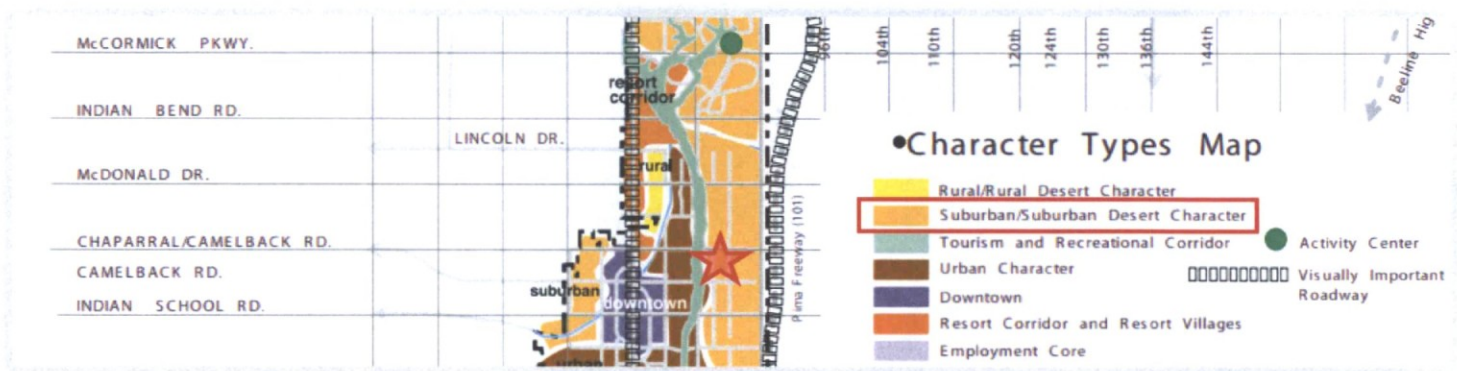 McCORMICK PKWY.
INDIAN BEND RD.
LINCOLN DR.
McDONALD DR.
CHAPARRAL/CAMELBACK RD.
CAMELBACK RD.
INDIAN SCHOOL RD.
resort
corridor
rural
suburban
downtown
urban
Pima Freeway (101)
96th
104th
110th
120th
124th
130th
136th
144th
Beeline Hig
•Character Types Map
Rural/Rural Desert Character
Suburban/Suburban Desert Character
Tourism and Recreational Corridor
Urban Character
Downtown
Resort Corridor and Resort Villages
Employment Core
Activity Center
Visually Important
Roadway